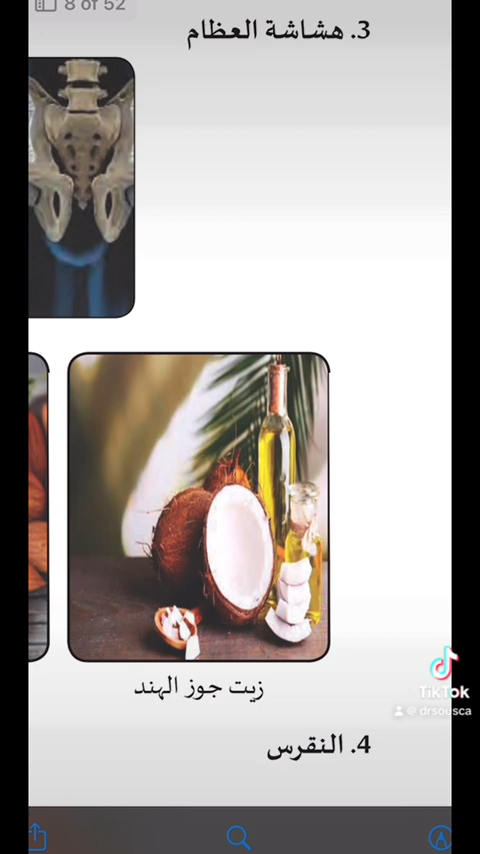 8 of 52
3. هشاشة العظام
زيت جوز الهند
TikTok
@drsousca
4. النقرس